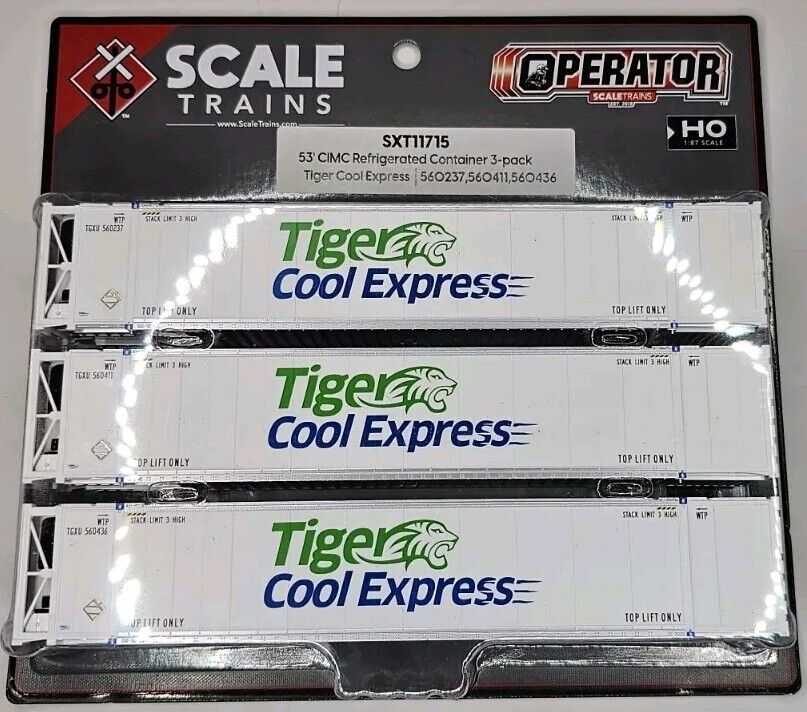 SCALE
TRAINS
™
www.ScaleTrains.com
OPERATOR
SCALETRAINS
EST. 2015
™
HO
1:87 SCALE
SXT11715
53' CIMC Refrigerated Container 3-pack
Tiger Cool Express | 560237,560411,560436
WTP
TGXU 560237
STACK LIMIT 3 HIGH
Tiger
Cool Express
STACK LIMIT 3 HIGH
WTP
TOP LIFT ONLY
TOP LIFT ONLY
WTP
TGXU 560411
STACK LIMIT 3 HIGH
Tiger
Cool Express
STACK LIMIT 3 HIGH
WTP
TOP LIFT ONLY
TOP LIFT ONLY
WTP
TGXU 560436
STACK LIMIT 3 HIGH
Tiger
Cool Express
STACK LIMIT 3 HIGH
WTP
TOP LIFT ONLY
TOP LIFT ONLY